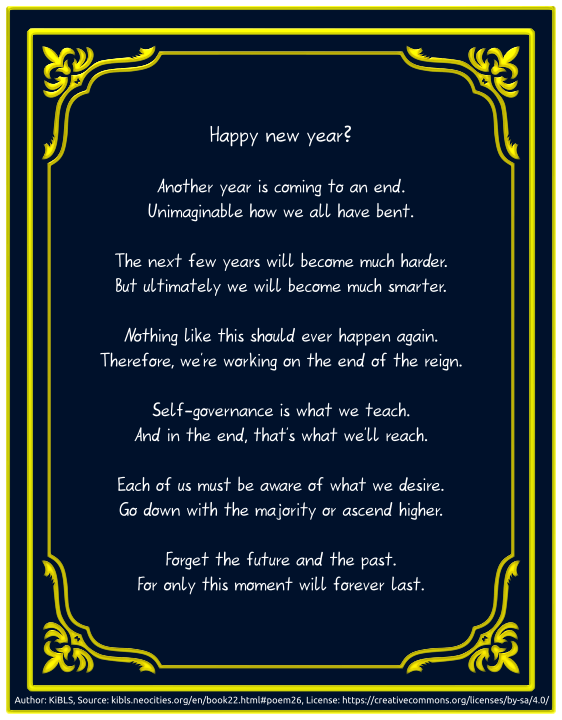 Happy new year?
Another year is coming to an end.
Unimaginable how we all have bent.
The next few years will become much harder.
But ultimately we will become much smarter.
Nothing like this should ever happen again.
Therefore, we're working on the end of the reign.
Self-governance is what we teach.
And in the end, that's what we'll reach.
Each of us must be aware of what we desire.
Go down with the majority or ascend higher.
Forget the future and the past.
For only this moment will forever last.
Author: KiBLS, Source: kibls.neocities.org/en/book22.html#poem26, License: https://creativecommons.org/licenses/by-sa/4.0/